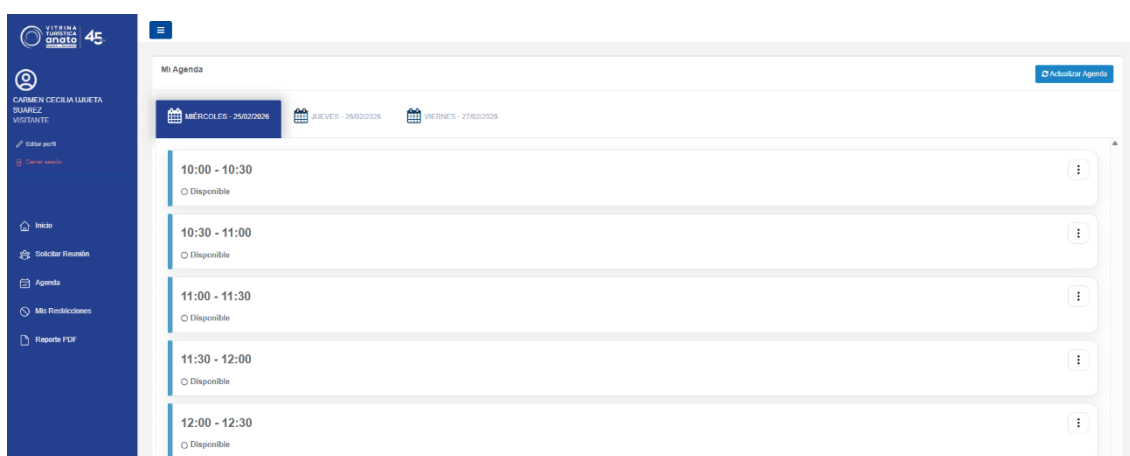 VITRINA
TURÍSTICA
anato
45
CARMEN CECILIA UJUETA
SUAREZ
VISITANTE
Editar perfil
Cerrar sesión
Inicio
Solicitar Reunión
Agenda
Mis Restricciones
Reporte PDF
Mi Agenda
Actualizar Agenda
MIÉRCOLES - 25/02/2026
JUEVES - 26/02/2026
VIERNES - 27/02/2026
10:00 - 10:30
Disponible
10:30 - 11:00
Disponible
11:00 - 11:30
Disponible
11:30 - 12:00
Disponible
12:00 - 12:30
Disponible